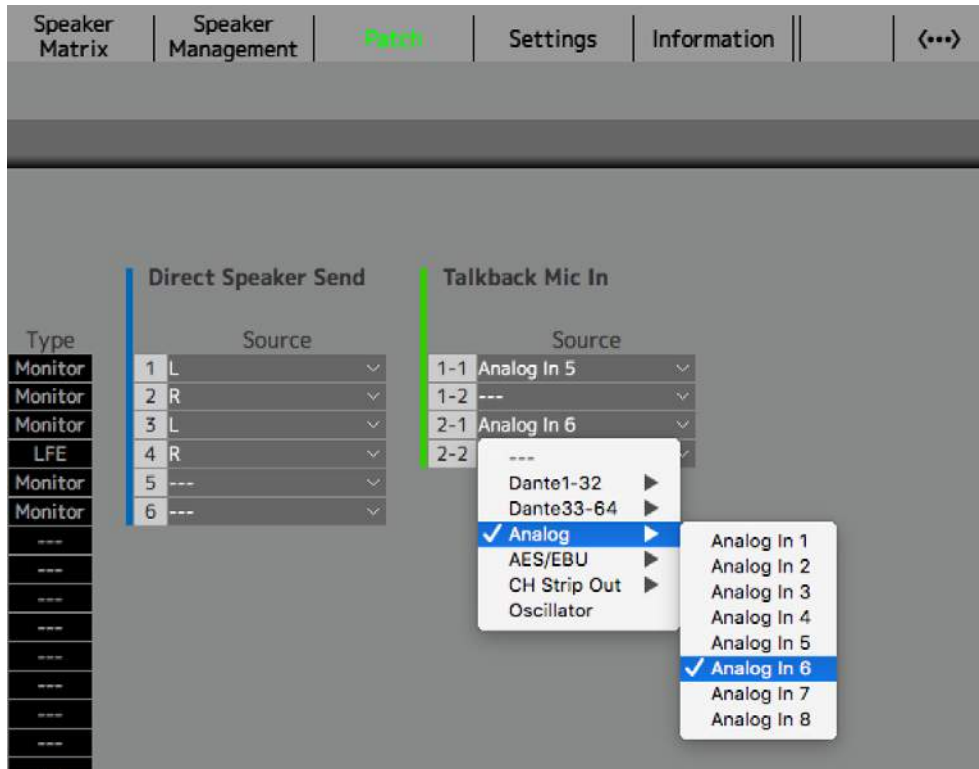 Speaker Matrix
Speaker Management
Patch
Settings
Information
Direct Speaker Send
Talkback Mic In
Type
Source
Source
Monitor
1 L
1-1 Analog In 5
Monitor
2 R
1-2 ---
Monitor
3 L
2-1 Analog In 6
LFE
4 R
2-2
Monitor
5 ---
Monitor
6 ---
---
---
---
---
---
---
---
---
---
Dante1-32
Dante33-64
✓ Analog
AES/EBU
CH Strip Out
Oscillator
Analog In 1
Analog In 2
Analog In 3
Analog In 4
Analog In 5
✓ Analog In 6
Analog In 7
Analog In 8